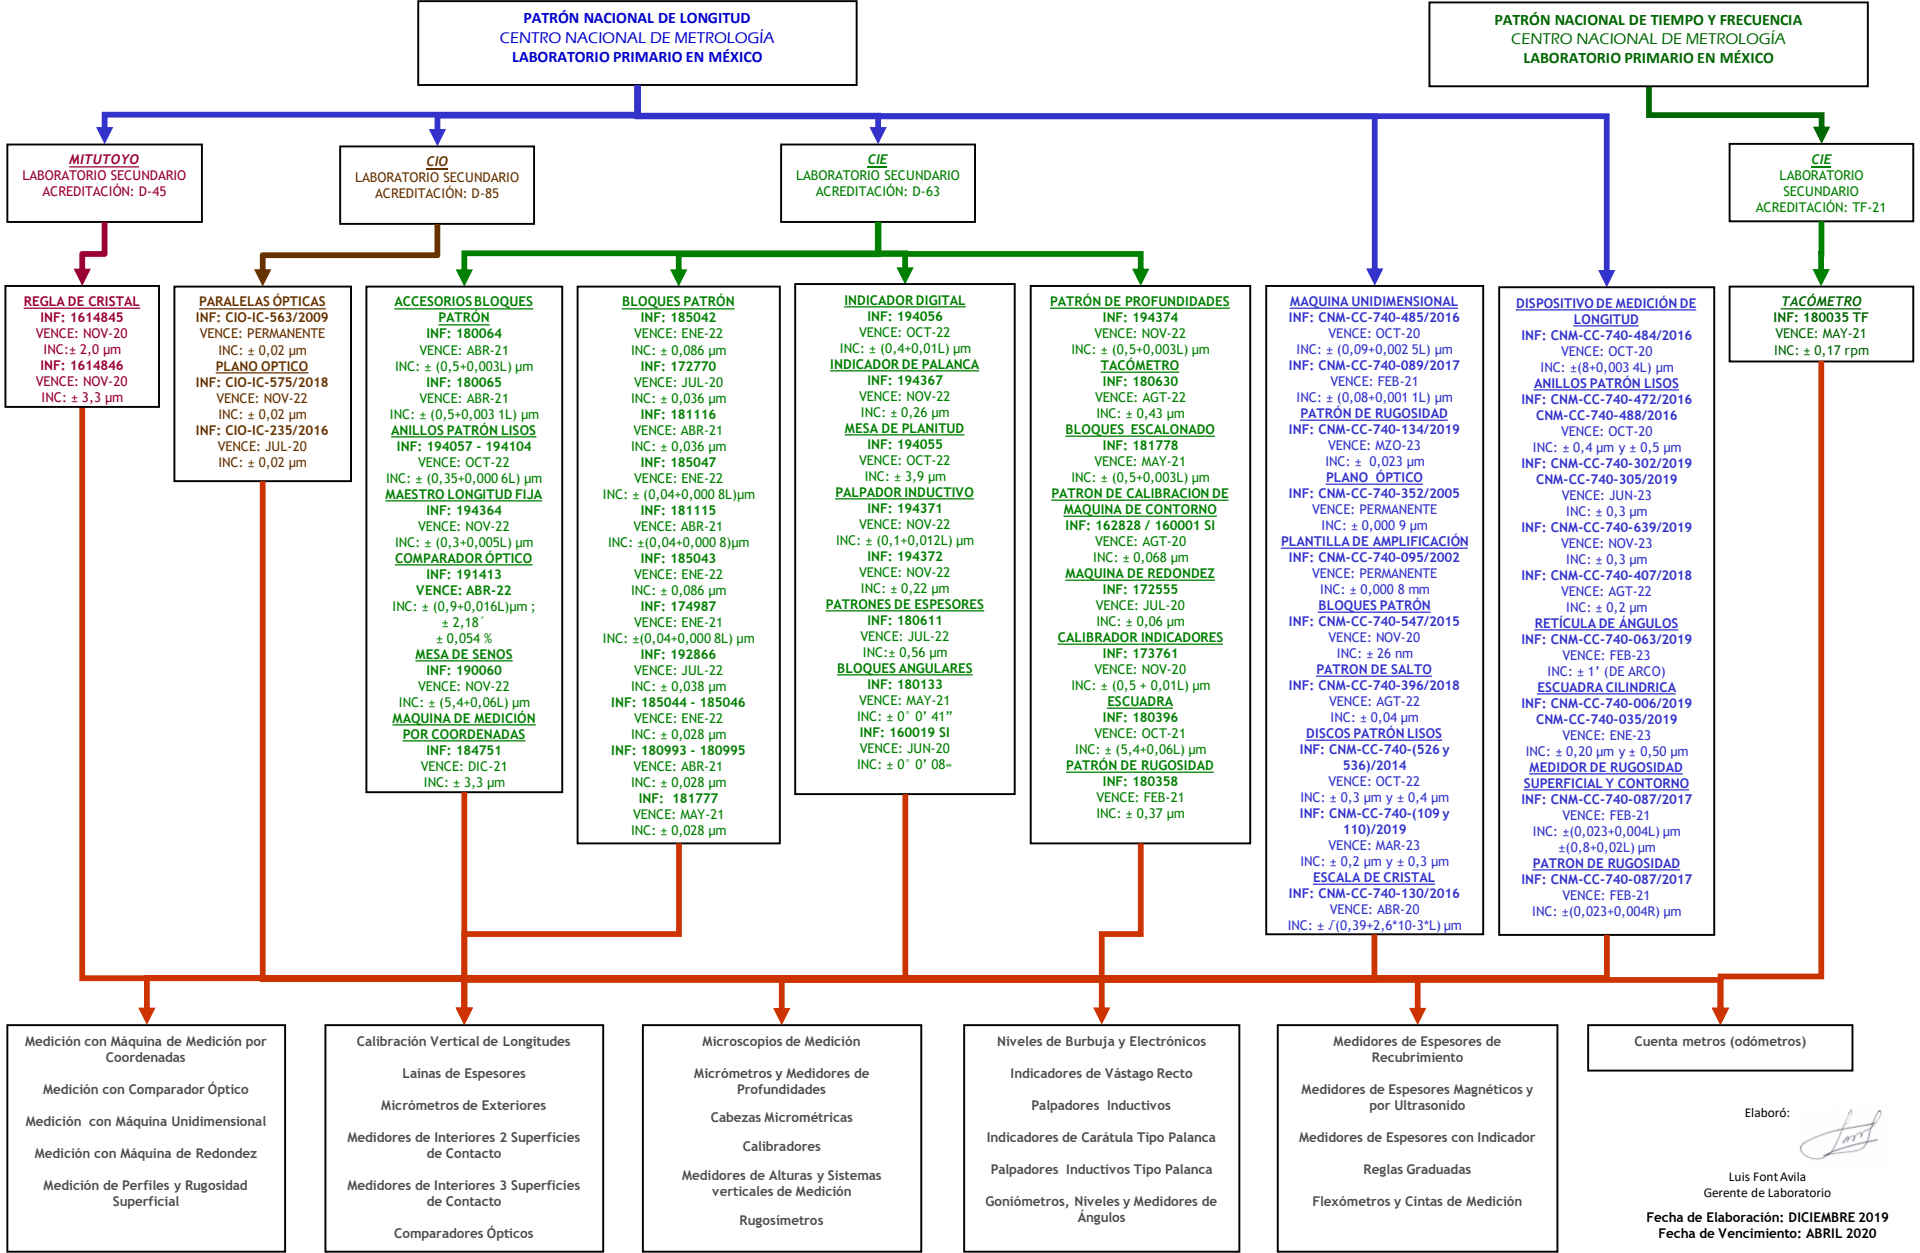 PATRÓN NACIONAL DE LONGITUD
CENTRO NACIONAL DE METROLOGÍA
LABORATORIO PRIMARIO EN MÉXICO
PATRÓN NACIONAL DE TIEMPO Y FRECUENCIA
CENTRO NACIONAL DE METROLOGÍA
LABORATORIO PRIMARIO EN MÉXICO
MITUTOYO
LABORATORIO SECUNDARIO
ACREDITACIÓN: D-45
CIO
LABORATORIO SECUNDARIO
ACREDITACIÓN: D-85
CIE
LABORATORIO SECUNDARIO
ACREDITACIÓN: D-63
CIE
LABORATORIO
SECUNDARIO
ACREDITACIÓN: TF-21
REGLA DE CRISTAL
INF: 1614845
VENCE: NOV-20
INC:± 2,0 µm
INF: 1614846
VENCE: NOV-20
INC: ± 3,3 µm
PARALELAS ÓPTICAS
INF: CIO-IC-563/2009
VENCE: PERMANENTE
INC: ± 0,02 µm
PLANO OPTICO
INF: CIO-IC-575/2018
VENCE: NOV-22
INC: ± 0,02 µm
INF: CIO-IC-235/2016
VENCE: JUL-20
INC: ± 0,02 µm
ACCESORIOS BLOQUES
PATRÓN
INF: 180064
VENCE: ABR-21
INC: ± (0,5+0,003L) µm
INF: 180065
VENCE: ABR-21
INC: ± (0,5+0,003 1L) µm
ANILLOS PATRÓN LISOS
INF: 194057 - 194104
VENCE: OCT-22
INC: ± (0,35+0,000 6L) µm
MAESTRO LONGITUD FIJA
INF: 194364
VENCE: NOV-22
INC: ± (0,3+0,005L) µm
COMPARADOR ÓPTICO
INF: 191413
VENCE: ABR-22
INC: ± (0,9+0,016L)µm ;
± 2,18´
± 0,054 %
MESA DE SENOS
INF: 190060
VENCE: NOV-22
INC: ± (5,4+0,06L) µm
MAQUINA DE MEDICIÓN
POR COORDENADAS
INF: 184751
VENCE: DIC-21
INC: ± 3,3 µm
BLOQUES PATRÓN
INF: 185042
VENCE: ENE-22
INC: ± 0,086 µm
INF: 172770
VENCE: JUL-20
INC: ± 0,036 µm
INF: 181116
VENCE: ABR-21
INC: ± 0,036 µm
INF: 185047
VENCE: ENE-22
INC: ± (0,04+0,000 8L)µm
INF: 181115
VENCE: ABR-21
INC: ±(0,04+0,000 8)µm
INF: 185043
VENCE: ENE-22
INC: ± 0,086 µm
INF: 174987
VENCE: ENE-21
INC: ±(0,04+0,000 8L) µm
INF: 192866
VENCE: JUL-22
INC: ± 0,038 µm
INF: 185044 - 185046
VENCE: ENE-22
INC: ± 0,028 µm
INF: 180993 - 180995
VENCE: ABR-21
INC: ± 0,028 µm
INF: 181777
VENCE: MAY-21
INC: ± 0,028 µm
INDICADOR DIGITAL
INF: 194056
VENCE: OCT-22
INC: ± (0,4+0,01L) µm
INDICADOR DE PALANCA
INF: 194367
VENCE: NOV-22
INC: ± 0,26 µm
MESA DE PLANITUD
INF: 194055
VENCE: OCT-22
INC: ± 3,9 µm
PALPADOR INDUCTIVO
INF: 194371
VENCE: NOV-22
INC: ± (0,1+0,012L) µm
INF: 194372
VENCE: NOV-22
INC: ± 0,22 µm
PATRONES DE ESPESORES
INF: 180611
VENCE: JUL-22
INC:± 0,56 µm
BLOQUES ANGULARES
INF: 180133
VENCE: MAY-21
INC: ± 0° 0’ 41”
INF: 160019 SI
VENCE: JUN-20
INC: ± 0° 0’ 08»
PATRÓN DE PROFUNDIDADES
INF: 194374
VENCE: NOV-22
INC: ± (0,5+0,003L) µm
TACÓMETRO
INF: 180630
VENCE: AGT-22
INC: ± 0,43 µm
BLOQUES ESCALONADO
INF: 181778
VENCE: MAY-21
INC: ± (0,5+0,003L) µm
PATRON DE CALIBRACION DE
MAQUINA DE CONTORNO
INF: 162828 / 160001 SI
VENCE: AGT-20
INC: ± 0,068 µm
MAQUINA DE REDONDEZ
INF: 172555
VENCE: JUL-20
INC: ± 0,06 µm
CALIBRADOR INDICADORES
INF: 173761
VENCE: NOV-20
INC: ± (0,5 + 0,01L) µm
ESCUADRA
INF: 180396
VENCE: OCT-21
INC: ± (5,4+0,06L) µm
PATRÓN DE RUGOSIDAD
INF: 180358
VENCE: FEB-21
INC: ± 0,37 µm
MAQUINA UNIDIMENSIONAL
INF: CNM-CC-740-485/2016
VENCE: OCT-20
INC: ± (0,09+0,002 5L) µm
INF: CNM-CC-740-089/2017
VENCE: FEB-21
INC: ± (0,08+0,001 1L) µm
PATRÓN DE RUGOSIDAD
INF: CNM-CC-740-134/2019
VENCE: MZO-23
INC: ± 0,023 µm
PLANO ÓPTICO
INF: CNM-CC-740-352/2005
VENCE: PERMANENTE
INC: ± 0,000 9 µm
PLANTILLA DE AMPLIFICACIÓN
INF: CNM-CC-740-095/2002
VENCE: PERMANENTE
INC: ± 0,000 8 mm
BLOQUES PATRÓN
INF: CNM-CC-740-547/2015
VENCE: NOV-20
INC: ± 26 nm
PATRON DE SALTO
INF: CNM-CC-740-396/2018
VENCE: AGT-22
INC: ± 0,04 µm
DISCOS PATRÓN LISOS
INF: CNM-CC-740-(526 y
536)/2014
VENCE: OCT-22
INC: ± 0,3 µm y ± 0,4 µm
INF: CNM-CC-740-(109 y
110)/2019
VENCE: MAR-23
INC: ± 0,2 µm y ± 0,3 µm
ESCALA DE CRISTAL
INF: CNM-CC-740-130/2016
VENCE: ABR-20
INC: ± √(0,39+2,6*10-3*L) µm
DISPOSITIVO DE MEDICIÓN DE
LONGITUD
INF: CNM-CC-740-484/2016
VENCE: OCT-20
INC: ±(8+0,003 4L) µm
ANILLOS PATRÓN LISOS
INF: CNM-CC-740-472/2016
CNM-CC-740-488/2016
VENCE: OCT-20
INC: ± 0,4 µm y ± 0,5 µm
INF: CNM-CC-740-302/2019
CNM-CC-740-305/2019
VENCE: JUN-23
INC: ± 0,3 µm
INF: CNM-CC-740-639/2019
VENCE: NOV-23
INC: ± 0,3 µm
INF: CNM-CC-740-407/2018
VENCE: AGT-22
INC: ± 0,2 µm
RETÍCULA DE ÁNGULOS
INF: CNM-CC-740-063/2019
VENCE: FEB-23
INC: ± 1’ (DE ARCO)
ESCUADRA CILINDRICA
INF: CNM-CC-740-006/2019
CNM-CC-740-035/2019
VENCE: ENE-23
INC: ± 0,20 µm y ± 0,50 µm
MEDIDOR DE RUGOSIDAD
SUPERFICIAL Y CONTORNO
INF: CNM-CC-740-087/2017
VENCE: FEB-21
INC: ±(0,023+0,004L) µm
±(0,8+0,02L) µm
PATRON DE RUGOSIDAD
INF: CNM-CC-740-087/2017
VENCE: FEB-21
INC: ±(0,023+0,004R) µm
TACÓMETRO
INF: 180035 TF
VENCE: MAY-21
INC: ± 0,17 rpm
Medición con Máquina de Medición por
Coordenadas
Medición con Comparador Óptico
Medición con Máquina Unidimensional
Medición con Máquina de Redondez
Medición de Perfiles y Rugosidad
Superficial
Calibración Vertical de Longitudes
Lainas de Espesores
Micrómetros de Exteriores
Medidores de Interiores 2 Superficies
de Contacto
Medidores de Interiores 3 Superficies
de Contacto
Comparadores Ópticos
Microscopios de Medición
Micrómetros y Medidores de
Profundidades
Cabezas Micrométricas
Calibradores
Medidores de Alturas y Sistemas
verticales de Medición
Rugosímetros
Niveles de Burbuja y Electrónicos
Indicadores de Vástago Recto
Palpadores Inductivos
Indicadores de Carátula Tipo Palanca
Palpadores Inductivos Tipo Palanca
Goniómetros, Niveles y Medidores de
Ángulos
Medidores de Espesores de
Recubrimiento
Medidores de Espesores Magnéticos y
por Ultrasonido
Medidores de Espesores con Indicador
Reglas Graduadas
Flexómetros y Cintas de Medición
Cuenta metros (odómetros)
Elaboró:
Luis Font Avila
Gerente de Laboratorio
Fecha de Elaboración: DICIEMBRE 2019
Fecha de Vencimiento: ABRIL 2020